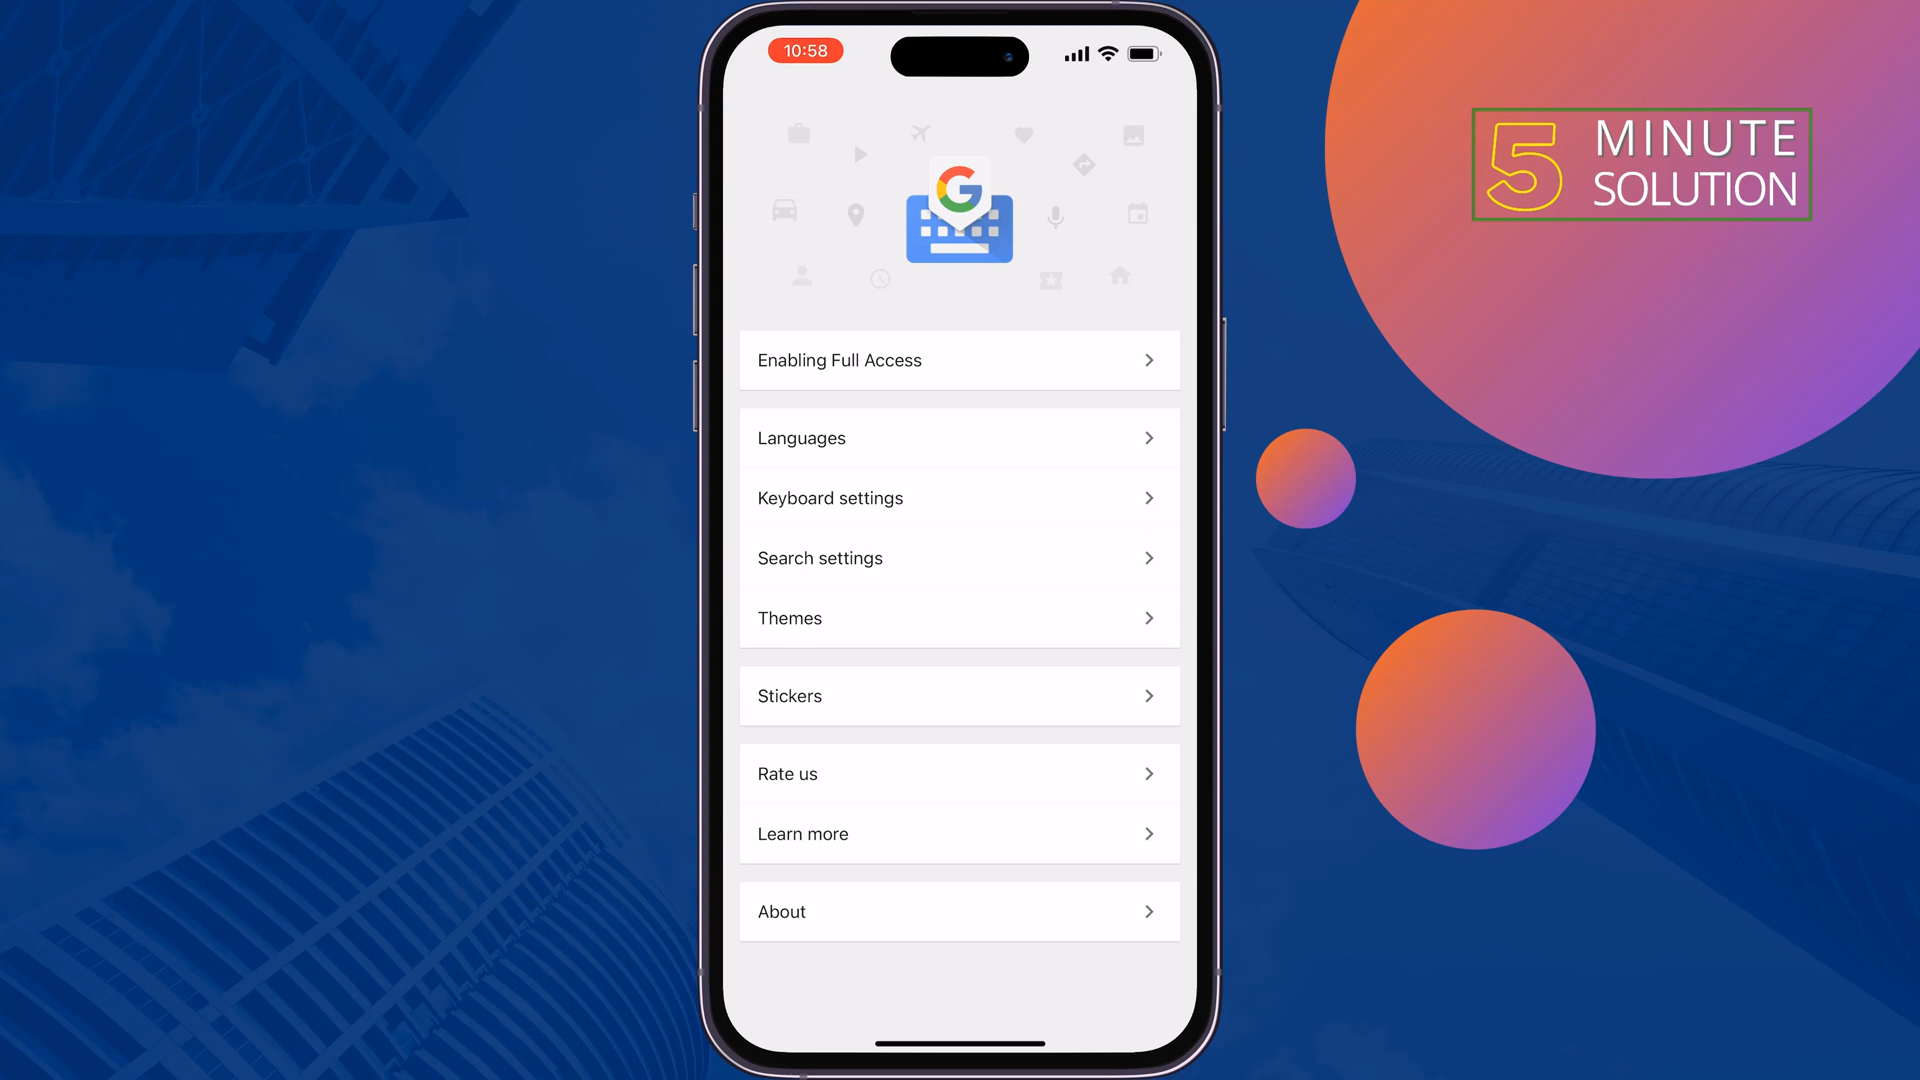 10:58
5 MINUTE
SOLUTION
G
Enabling Full Access
Languages
Keyboard settings
Search settings
Themes
Stickers
Rate us
Learn more
About